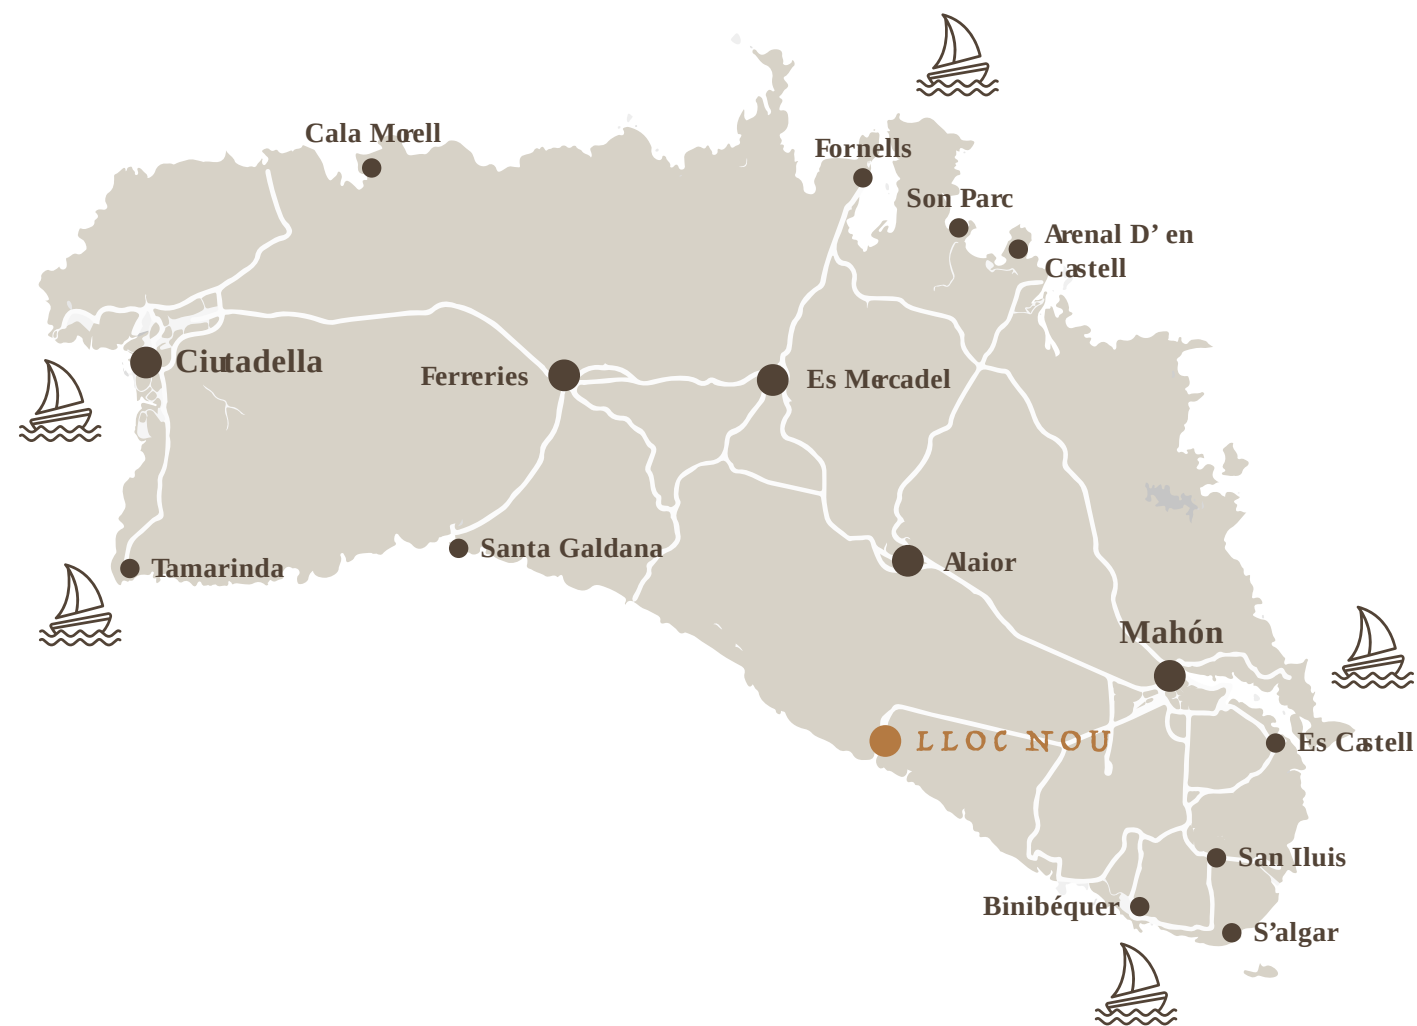 Cala Morell
Fornells
Son Parc
Arenal D’ en
Castell
Ciutadella
Ferreries
Es Mercadel
Santa Galdana
Tamarinda
Alaior
Mahón
LLOC NOU
Es Castell
San Iluis
Binibéquer
S’algar